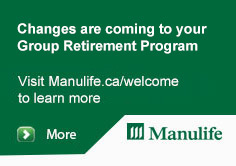 Changes are coming to your
Group Retirement Program
Visit Manulife.ca/welcome
to learn more
More
Manulife